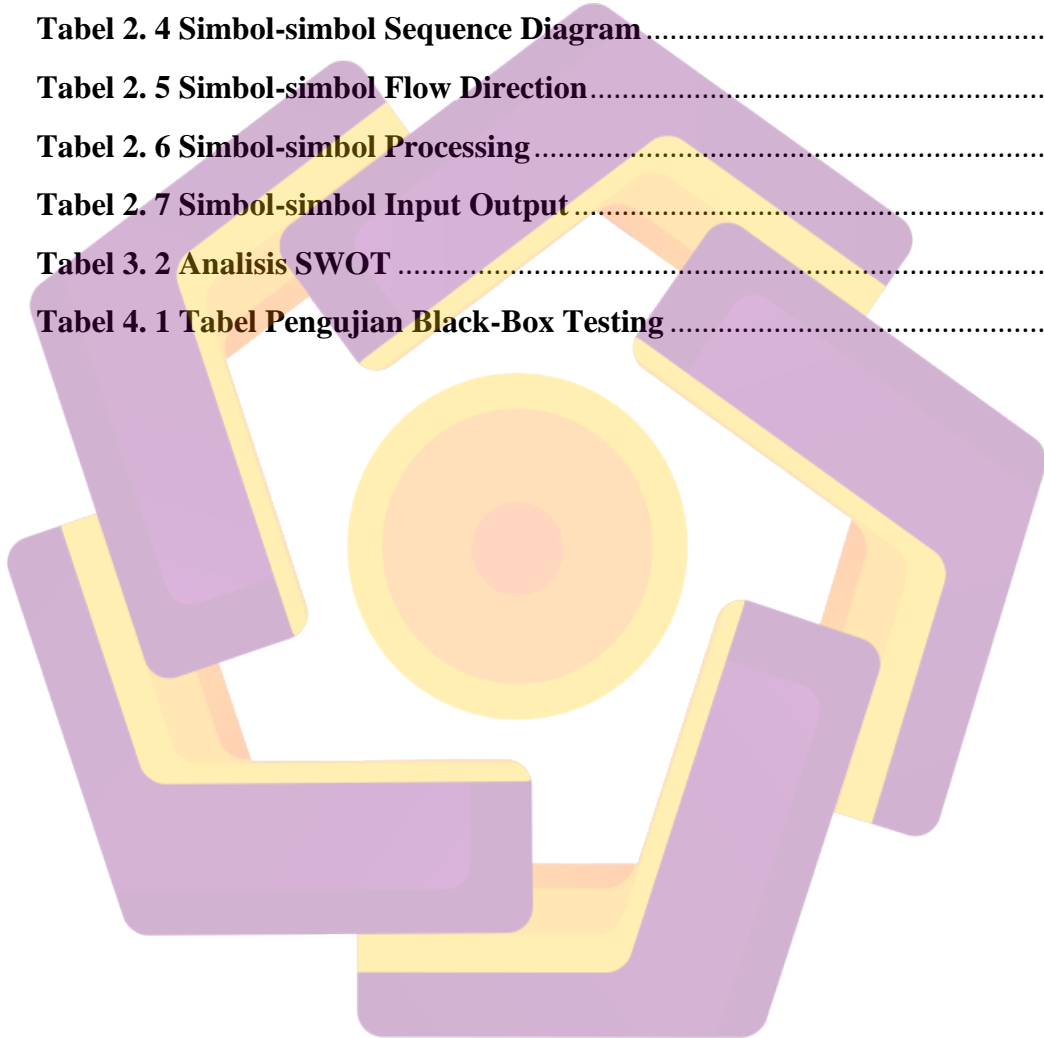 Tabel 2. 4 Simbol-simbol Sequence Diagram..................................................
Tabel 2. 5 Simbol-simbol Flow Direction.........................................................
Tabel 2. 6 Simbol-simbol Processing................................................................
Tabel 2. 7 Simbol-simbol Input Output...........................................................
Tabel 3. 2 Analisis SWOT.................................................................................
Tabel 4. 1 Tabel Pengujian Black-Box Testing...............................................